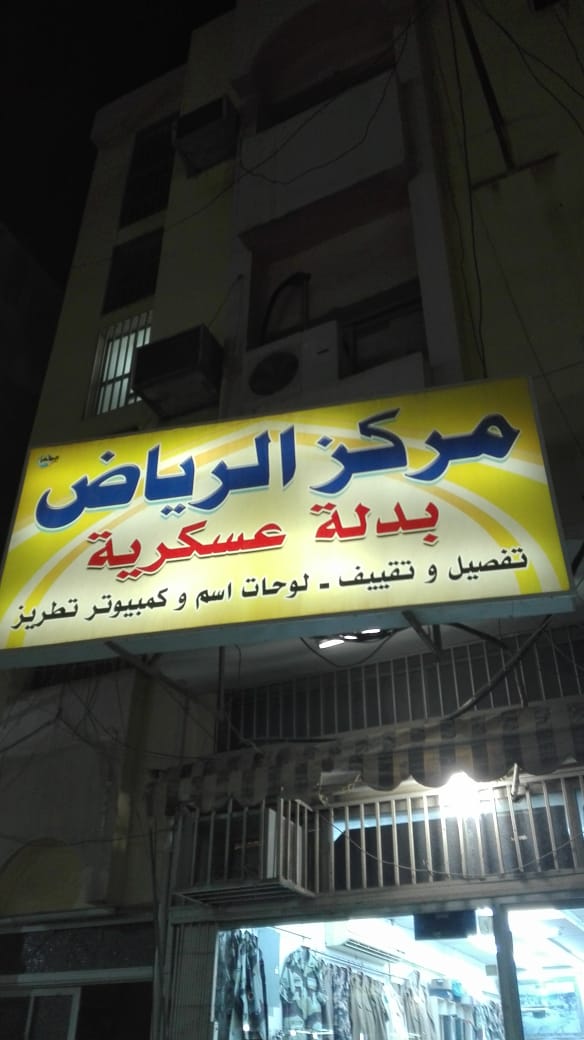 مركز الرياض
بدلة عسكرية
تفصيل و تقييف - لوحات اسم و كمبيوتر تطريز